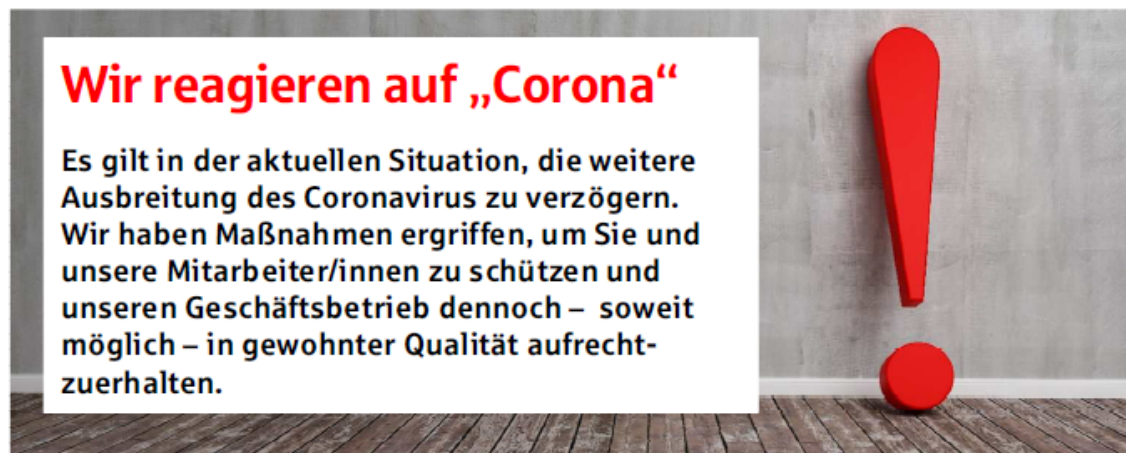 Wir reagieren auf „Corona“
Es gilt in der aktuellen Situation, die weitere
Ausbreitung des Coronavirus zu verzögern.
Wir haben Maßnahmen ergriffen, um Sie und
unsere Mitarbeiter/innen zu schützen und
unseren Geschäftsbetrieb dennoch – soweit
möglich – in gewohnter Qualität aufrecht-
zuerhalten.